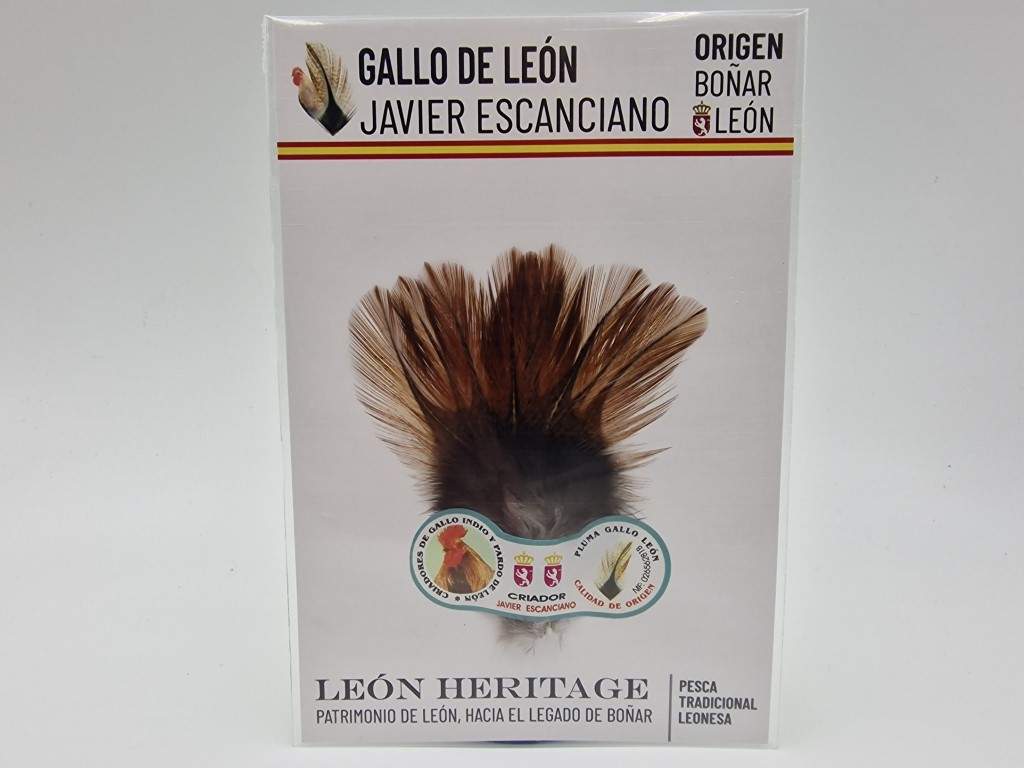 GALLO DE LEÓN
JAVIER ESCANCIANO
ORIGEN
BOÑAR
LEÓN
CRIADORES DE GALLO INDIO Y PARDO DE LEÓN *
CRIADOR
JAVIER ESCANCIANO
PLUMA GALLO LEÓN
CALIDAD DE ORIGEN
LEÓN HERITAGE
PATRIMONIO DE LEÓN, HACIA EL LEGADO DE BOÑAR
PESCA
TRADICIONAL
LEONESA